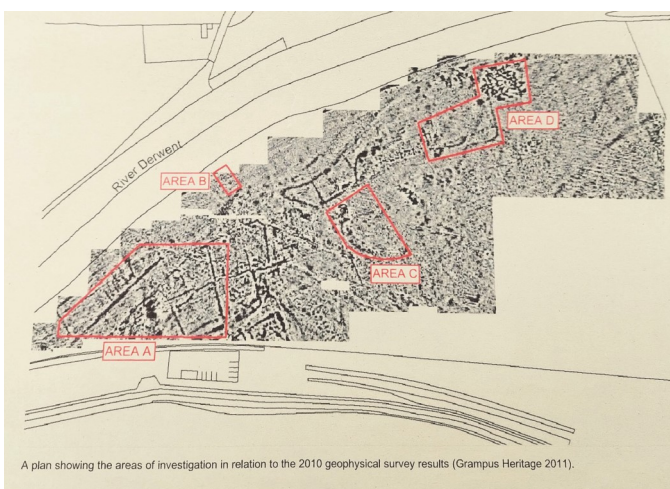 AREA D
River Derwent
AREA B
AREA C
AREA A
A plan showing the areas of investigation in relation to the 2010 geophysical survey results (Grampus Heritage 2011).